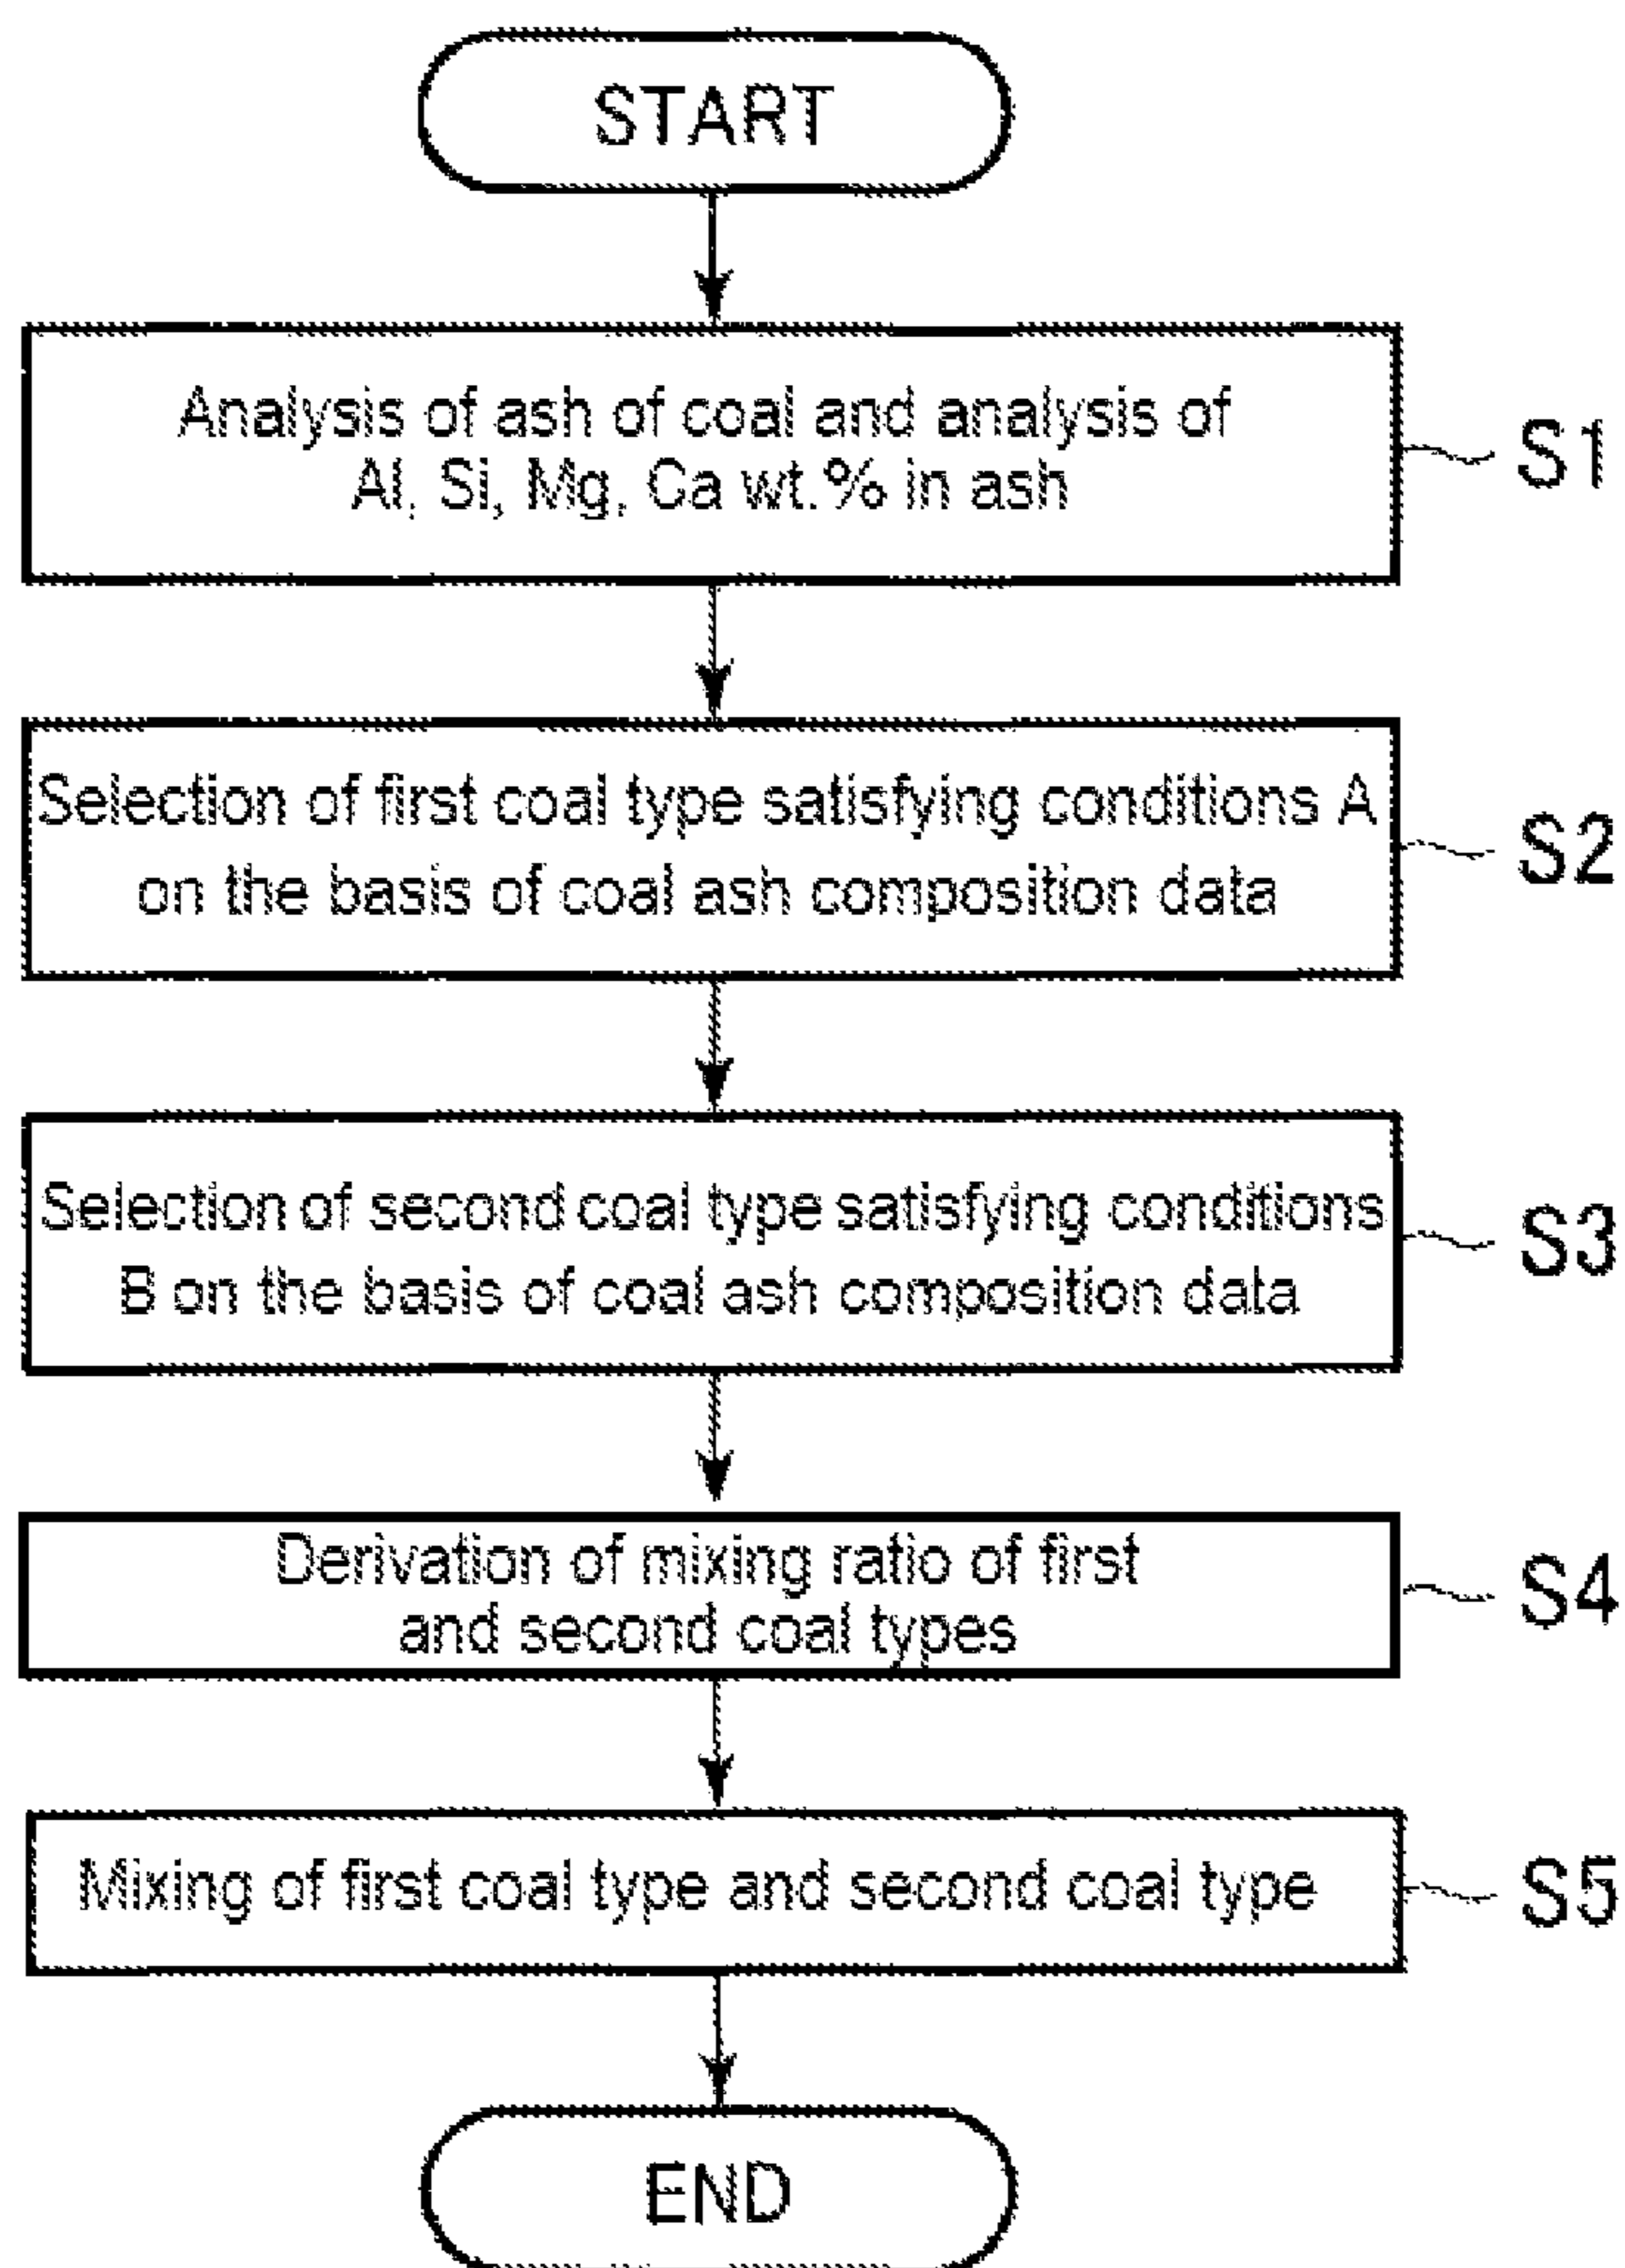 START
Analysis of ash of coal and analysis of
Al, Si, Mg, Ca wt.% in ash
S1
Selection of first coal type satisfying conditions A
on the basis of coal ash composition data
S2
Selection of second coal type satisfying conditions
B on the basis of coal ash composition data
S3
Derivation of mixing ratio of first
and second coal types
S4
Mixing of first coal type and second coal type
S5
END